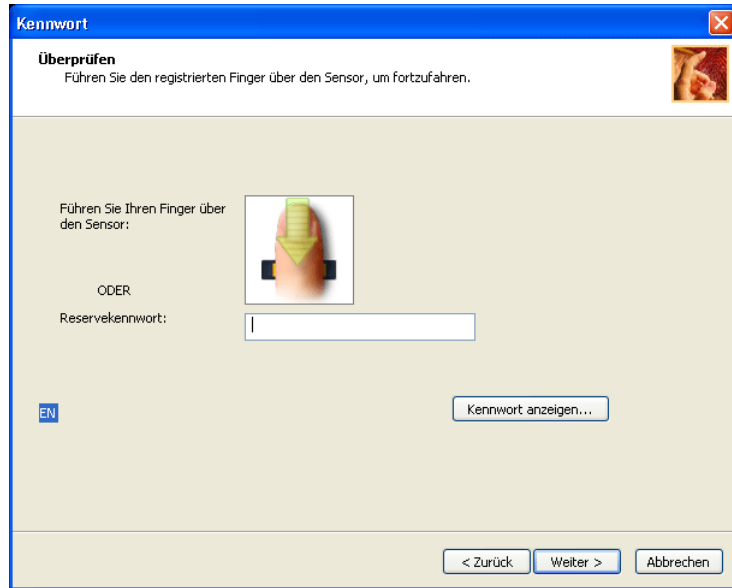 Kennwort
Überprüfen
Führen Sie den registrierten Finger über den Sensor, um fortzufahren.
Führen Sie Ihren Finger über
den Sensor:
ODER
Reservekennwort:
EN
Kennwort anzeigen...
< Zurück
Weiter >
Abbrechen